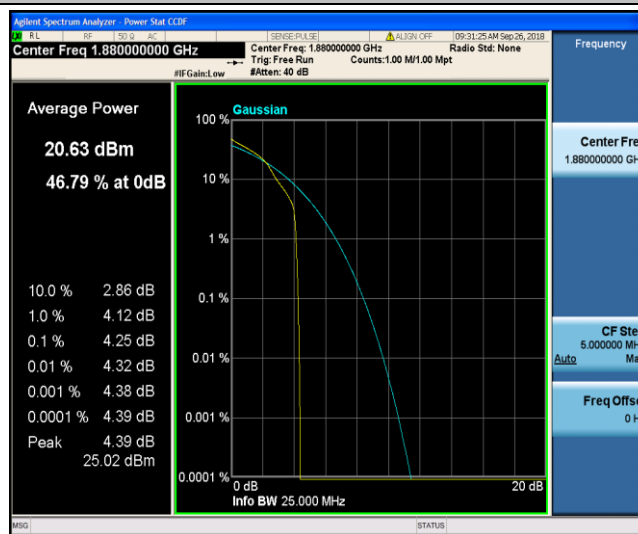 Agilent Spectrum Analyzer - Power Stat CCDF
RL RF 50 Ω AC SENSE:PULSE ALIGN OFF 09:31:25 AM Sep 26, 2018
Center Freq 1.880000000 GHz
Center Freq: 1.880000000 GHz Radio Std: None
Trig: Free Run Counts:1.00 M/1.00 Mpt
#IFGain:Low #Atten: 40 dB
Frequency
Average Power
20.63 dBm
46.79 % at 0dB
10.0 % 2.86 dB
1.0 % 4.12 dB
0.1 % 4.25 dB
0.01 % 4.32 dB
0.001 % 4.38 dB
0.0001 % 4.39 dB
Peak 4.39 dB
25.02 dBm
Gaussian
100 %
10 %
1 %
0.1 %
0.01 %
0.001 %
0.0001 %
0 dB 20 dB
Info BW 25.000 MHz
Center Fre
1.880000000 GH
CF Ste
5.000000 MH
Auto Ma
Freq Offse
0 H
MSG STATUS